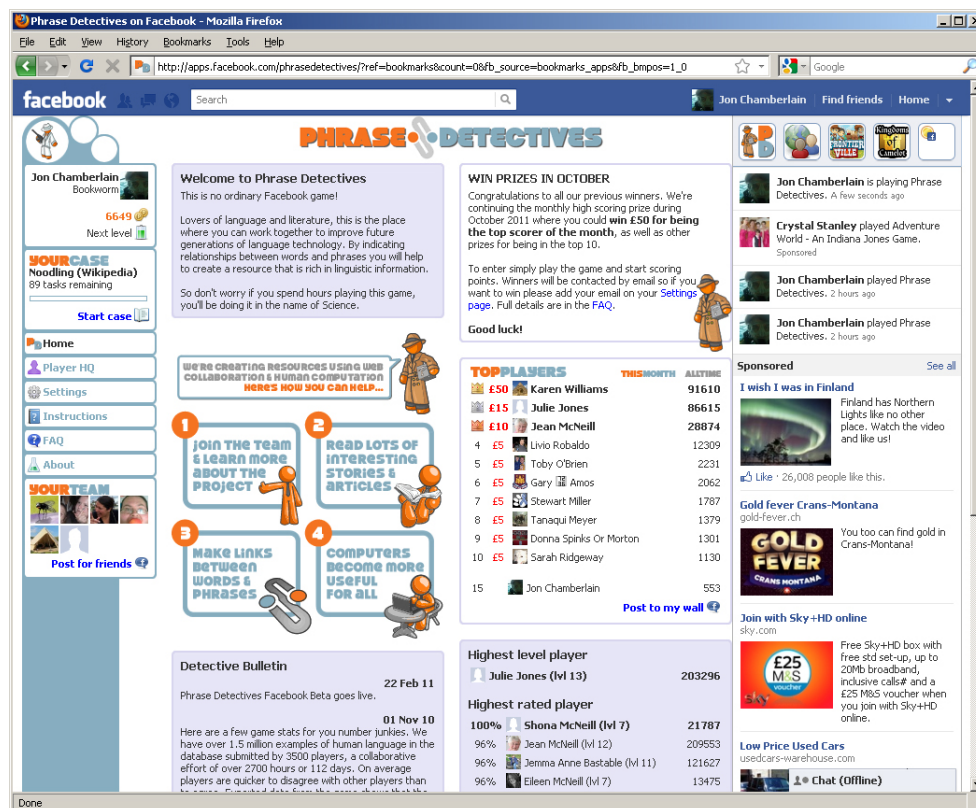 Phrase Detectives on Facebook - Mozilla Firefox
File Edit View History Bookmarks Tools Help
http://apps.facebook.com/phrasedetectives/?ref=bookmarks&count=0&fb_source=bookmarks_apps&fb_bmpos=1_0
Google
facebook
Search
Jon Chamberlain Find friends Home
PHRASE DETECTIVES
Jon Chamberlain
Bookworm
6649
Next level
YOURCASE
Noodling (Wikipedia)
89 tasks remaining
Start case
Home
Player HQ
Settings
Instructions
FAQ
About
YOURTEAM
Post for friends
Welcome to Phrase Detectives
This is no ordinary Facebook game!
Lovers of language and literature, this is the place
where you can work together to improve future
generations of language technology. By indicating
relationships between words and phrases you will help
to create a resource that is rich in linguistic information.
So don't worry if you spend hours playing this game,
you'll be doing it in the name of Science.
WE'RE CREATING RESOURCES USING WEB
COLLABORATION & HUMAN COMPUTATION
HERE'S HOW YOU CAN HELP...
1
JOIN THE TEAM
& LEARN MORE
ABOUT THE
PROJECT
2
READ LOTS OF
INTERESTING
STORIES &
ARTICLES
3
MAKE LINKS
BETWEEN
WORDS &
PHRASES
4
COMPUTERS
BECOME MORE
USEFUL
FOR ALL
Detective Bulletin
22 Feb 11
Phrase Detectives Facebook Beta goes live.
01 Nov 10
Here are a few game stats for you number junkies. We
have over 1.5 million examples of human language in the
database submitted by 3500 players, a collaborative
effort of over 2700 hours or 112 days. On average
players are quicker to disagree with other players than
WIN PRIZES IN OCTOBER
Congratulations to all our previous winners. We're
continuing the monthly high scoring prize during
October 2011 where you could win £50 for being
the top scorer of the month, as well as other
prizes for being in the top 10.
To enter simply play the game and start scoring
points. Winners will be contacted by email so if you
want to win please add your email on your Settings
page. Full details are in the FAQ.
Good luck!
TOPPLAYERS THISMONTH ALLTIME
£50 Karen Williams 91610
£15 Julie Jones 86615
£10 Jean McNeill 28874
4 £5 Livio Robaldo 12309
5 £5 Toby O'Brien 2231
6 £5 Gary Amos 2062
7 £5 Stewart Miller 1787
8 £5 Tanaqui Meyer 1379
9 £5 Donna Spinks Or Morton 1301
10 £5 Sarah Ridgeway 1130
15 Jon Chamberlain 553
Post to my wall
Highest level player
Julie Jones (lvl 13) 203296
Highest rated player
100% Shona McNeill (lvl 7) 21787
96% Jean McNeill (lvl 12) 209553
96% Jemma Anne Bastable (lvl 11) 121627
96% Eileen McNeill (lvl 7) 13475
PD
FRONTIER
VILLE
Kingdoms
of
Camelot
Jon Chamberlain is playing Phrase
Detectives. A few seconds ago
Crystal Stanley played Adventure
World - An Indiana Jones Game.
Sponsored
Jon Chamberlain played Phrase
Detectives. 2 hours ago
Jon Chamberlain played Phrase
Detectives. 2 hours ago
Sponsored See all
I wish I was in Finland
Finland has Northern
Lights like no other
place. Watch the video
and like us!
Like · 26,008 people like this.
Gold fever Crans-Montana
gold-fever.ch
GOLD
FEVER
CRANS MONTANA
You too can find gold in
Crans-Montana!
Join with Sky+HD online
sky.com
£25
M&S
voucher
sky
Free Sky+HD box with
free std set-up, up to
20Mb broadband,
inclusive calls# and a
£25 M&S voucher when
you join with Sky+HD
online.
Low Price Used Cars
usedcars-warehouse.com
Chat (Offline)
Done